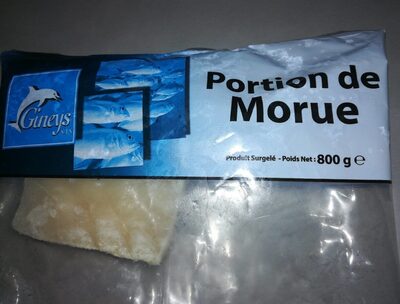 Gineys
Portion de
Morue
Produit Surgelé - Poids Net : 800 g e